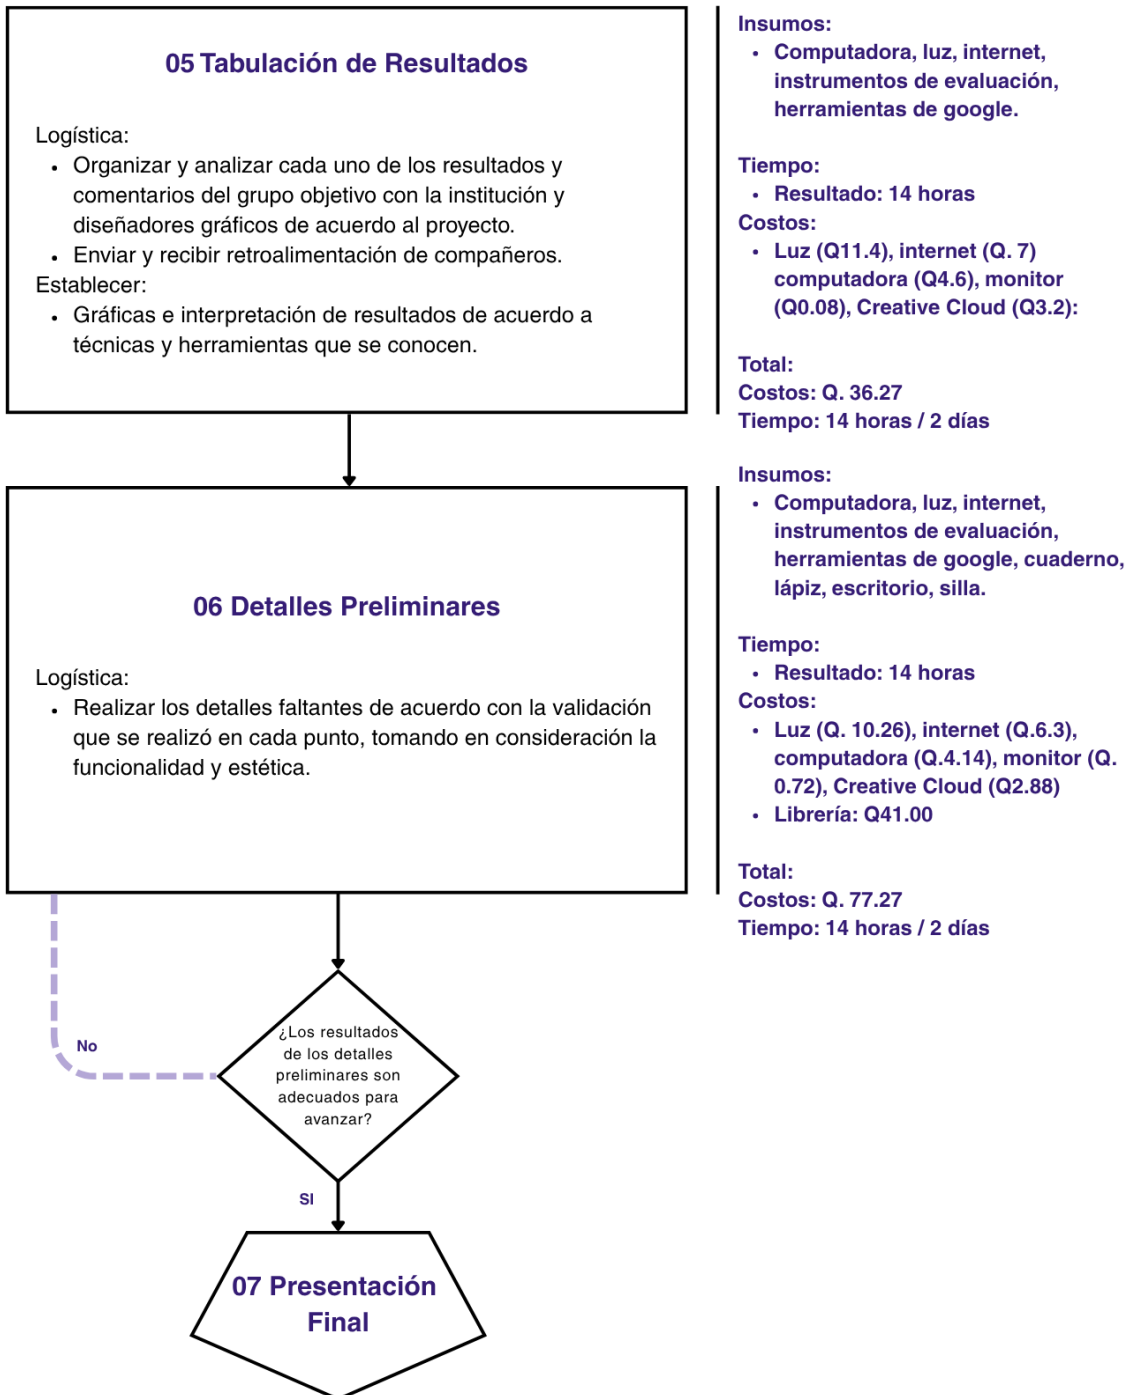 05 Tabulación de Resultados
Logística:
• Organizar y analizar cada uno de los resultados y
comentarios del grupo objetivo con la institución y
diseñadores gráficos de acuerdo al proyecto.
• Enviar y recibir retroalimentación de compañeros.
Establecer:
• Gráficas e interpretación de resultados de acuerdo a
técnicas y herramientas que se conocen.
Insumos:
• Computadora, luz, internet,
instrumentos de evaluación,
herramientas de google.
Tiempo:
• Resultado: 14 horas
Costos:
• Luz (Q11.4), internet (Q. 7)
computadora (Q4.6), monitor
(Q0.08), Creative Cloud (Q3.2):
Total:
Costos: Q. 36.27
Tiempo: 14 horas / 2 días
06 Detalles Preliminares
Logística:
• Realizar los detalles faltantes de acuerdo con la validación
que se realizó en cada punto, tomando en consideración la
funcionalidad y estética.
Insumos:
• Computadora, luz, internet,
instrumentos de evaluación,
herramientas de google, cuaderno,
lápiz, escritorio, silla.
Tiempo:
• Resultado: 14 horas
Costos:
• Luz (Q. 10.26), internet (Q.6.3),
computadora (Q.4.14), monitor (Q.
0.72), Creative Cloud (Q2.88)
• Librería: Q41.00
Total:
Costos: Q. 77.27
Tiempo: 14 horas / 2 días
¿Los resultados
de los detalles
preliminares son
adecuados para
avanzar?
No
SI
07 Presentación
Final